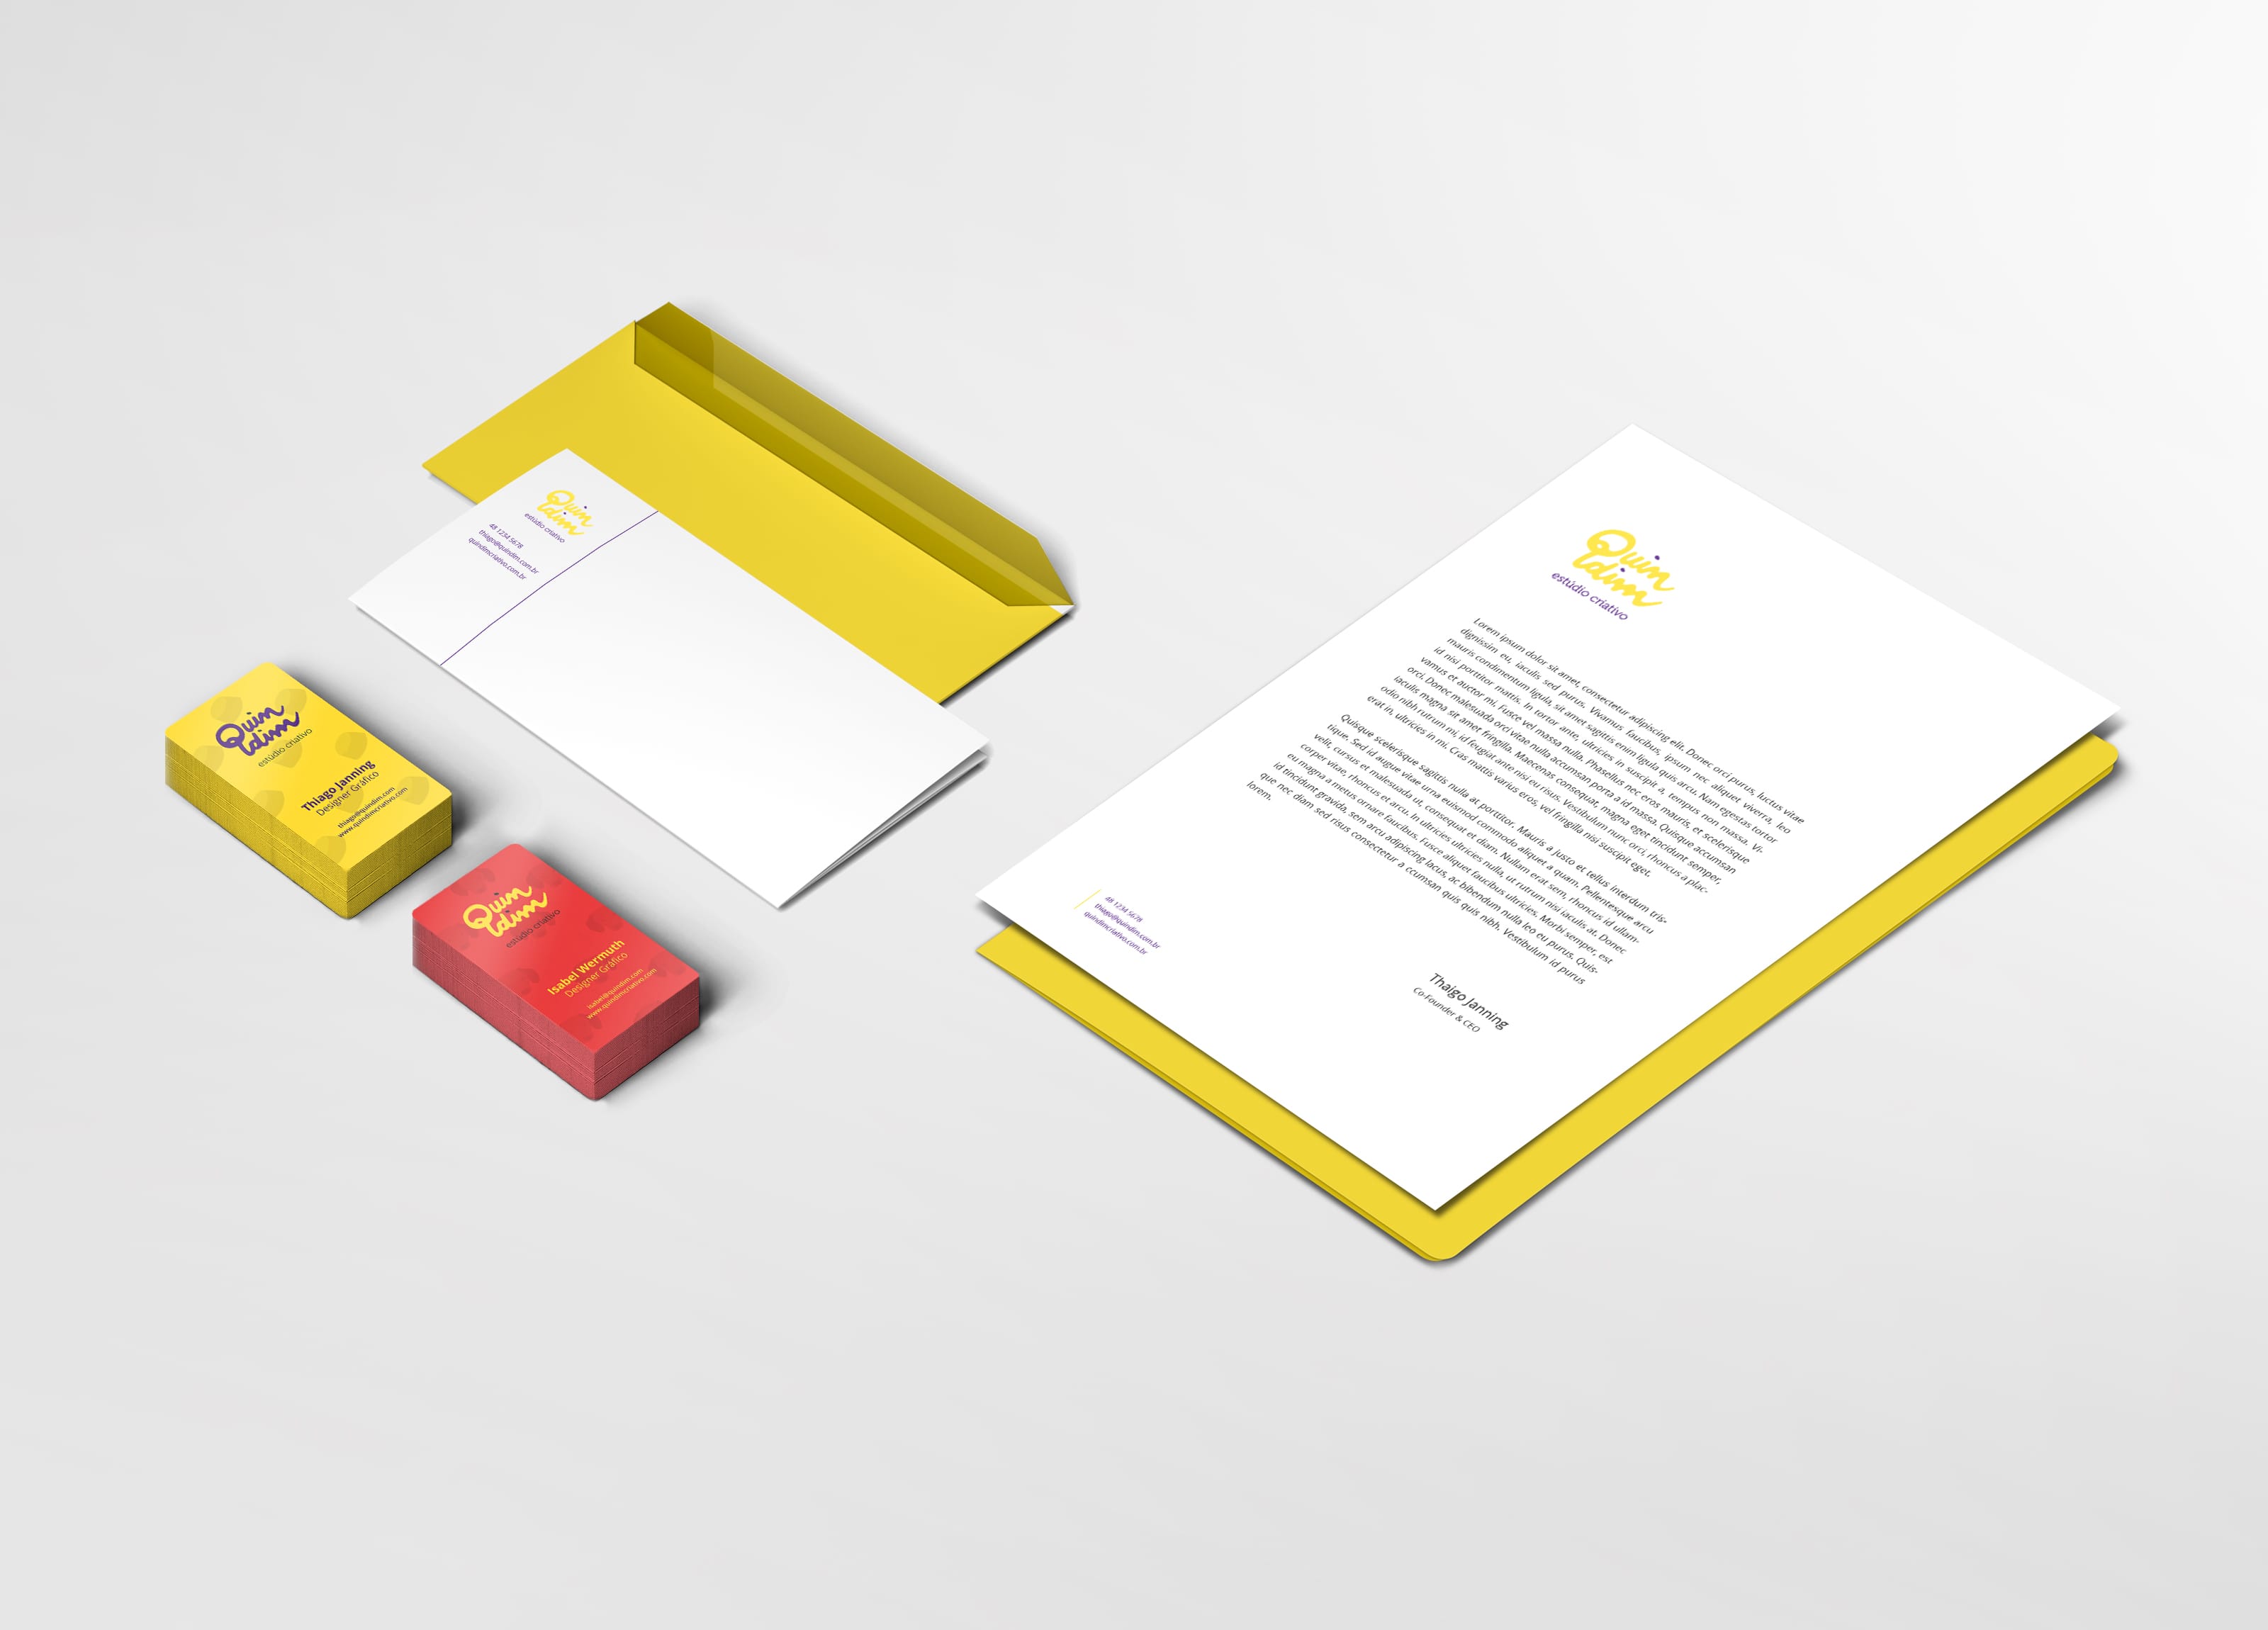 Quin
dim
estúdio criativo
48 1234 5678
thiago@quindim.com.br
quindimcriativo.com.br
Quin
dim
estúdio criativo
Thiago Janning
Designer Gráfico
thiago@quindim.com
www.quindimcriativo.com
Quin
dim
estúdio criativo
Isabel Wermuth
Designer Gráfico
isabel@quindim.com
www.quindimcriativo.com
Quin
dim
estúdio criativo
Lorem ipsum dolor sit amet, consectetur adipiscing elit. Donec orci purus, luctus vitae
dignissim eu, iaculis sed purus. Vivamus faucibus, ipsum nec aliquet viverra, leo
mauris condimentum ligula, sit amet sagittis enim ligula quis arcu. Nam egestas tortor
id nisi porttitor mattis. In tortor ante, ultricies in suscipit a, tempus non massa. Vi-
vamus et auctor mi. Fusce vel massa nulla. Phasellus nec eros mauris, et scelerisque
orci. Donec malesuada orci vitae nulla accumsan porta a id massa. Quisque accumsan
iaculis magna sit amet fringilla. Maecenas consequat, magna eget tincidunt semper,
odio nibh rutrum mi, id feugiat ante nisi eu risus. Vestibulum nunc orci, rhoncus a plac-
erat in, ultricies in mi. Cras mattis varius eros, vel fringilla nisi suscipit eget.
Quisque scelerisque sagittis nulla at porttitor. Mauris a justo et tellus interdum tris-
tique. Sed id augue vitae urna euismod commodo aliquet a quam. Pellentesque arcu
velit, cursus et malesuada ut, consequat et diam. Nullam erat sem, rhoncus id ullam-
corper vitae, rhoncus et arcu. In ultricies ultricies nulla, ut rutrum nisi iaculis at. Donec
eu magna a metus ornare faucibus. Fusce aliquet faucibus ultricies. Morbi semper, est
id tincidunt gravida, sem arcu adipiscing lacus, ac bibendum nulla leo eu purus. Quis-
que nec diam sed risus consectetur a ccumsan quis quis nibh. Vestibulum id purus
lorem.
Thaigo Janning
Co-Founder & CEO
48 1234 5678
thiago@quindim.com.br
quindimcriativo.com.br